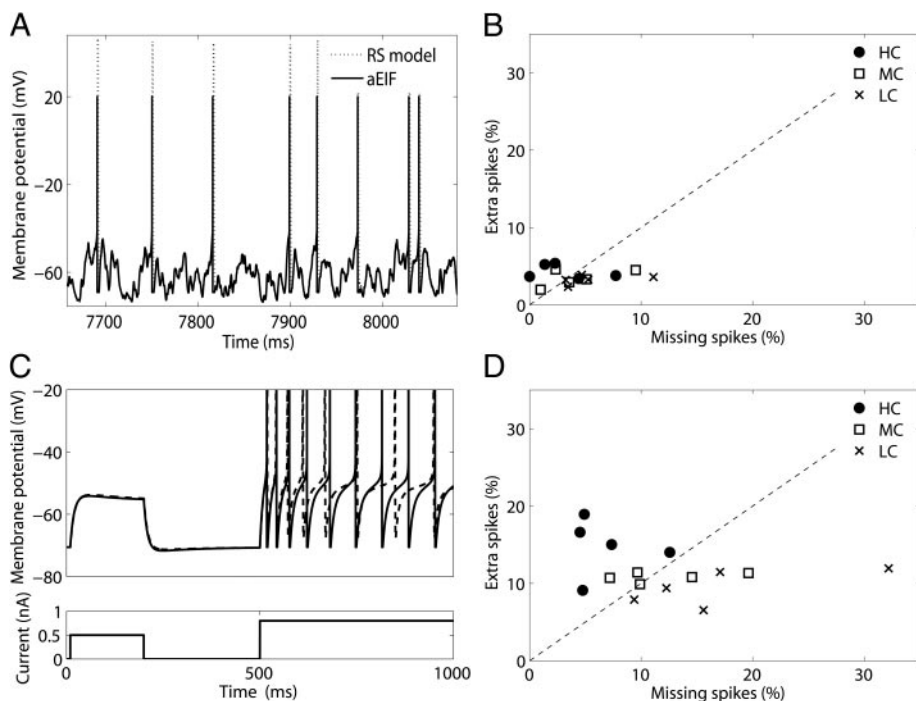 A
Membrane potential (mV)
20
−20
−60
RS model
aEIF
7700
7800
7900
8000
Time (ms)
B
Extra spikes (%)
30
20
10
0
HC
MC
LC
0
10
20
30
Missing spikes (%)
C
Membrane potential (mV)
−20
−40
−60
−80
Current (nA)
1
0.5
0
0
500
1000
Time (ms)
D
Extra spikes (%)
30
20
10
0
HC
MC
LC
0
10
20
30
Missing spikes (%)